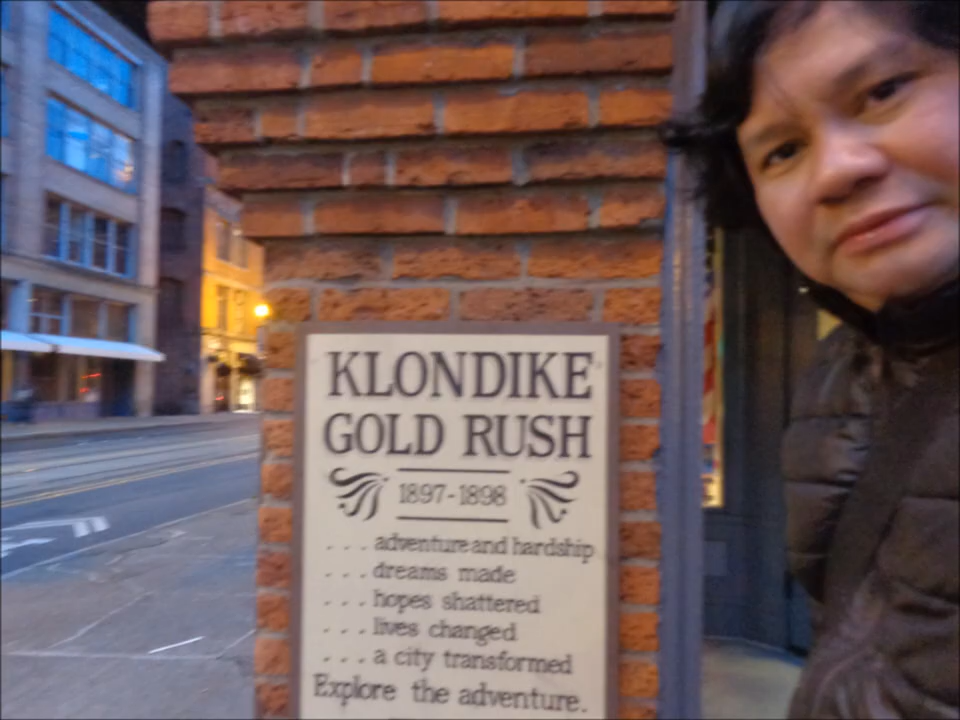 KLONDIKE
GOLD RUSH
1897-1898
. . . adventure and hardship
. . . dreams made
. . . hopes shattered
. . . lives changed
. . . a city transformed
Explore the adventure.